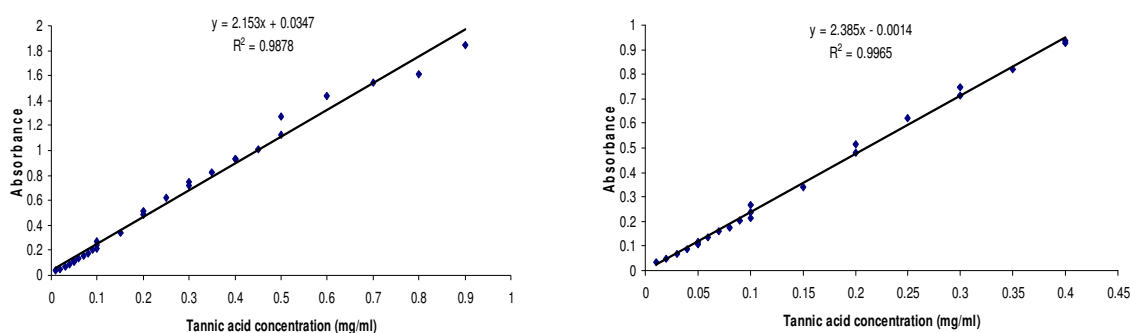 y = 2.153x + 0.0347
R² = 0.9878
2
1.8
1.6
1.4
1.2
1
0.8
0.6
0.4
0.2
0
Absorbance
0 0.1 0.2 0.3 0.4 0.5 0.6 0.7 0.8 0.9 1
Tannic acid concentration (mg/ml)
y = 2.385x - 0.0014
R² = 0.9965
1
0.9
0.8
0.7
0.6
0.5
0.4
0.3
0.2
0.1
0
Absorbance
0 0.05 0.1 0.15 0.2 0.25 0.3 0.35 0.4 0.45
Tannic acid concentration (mg/ml)